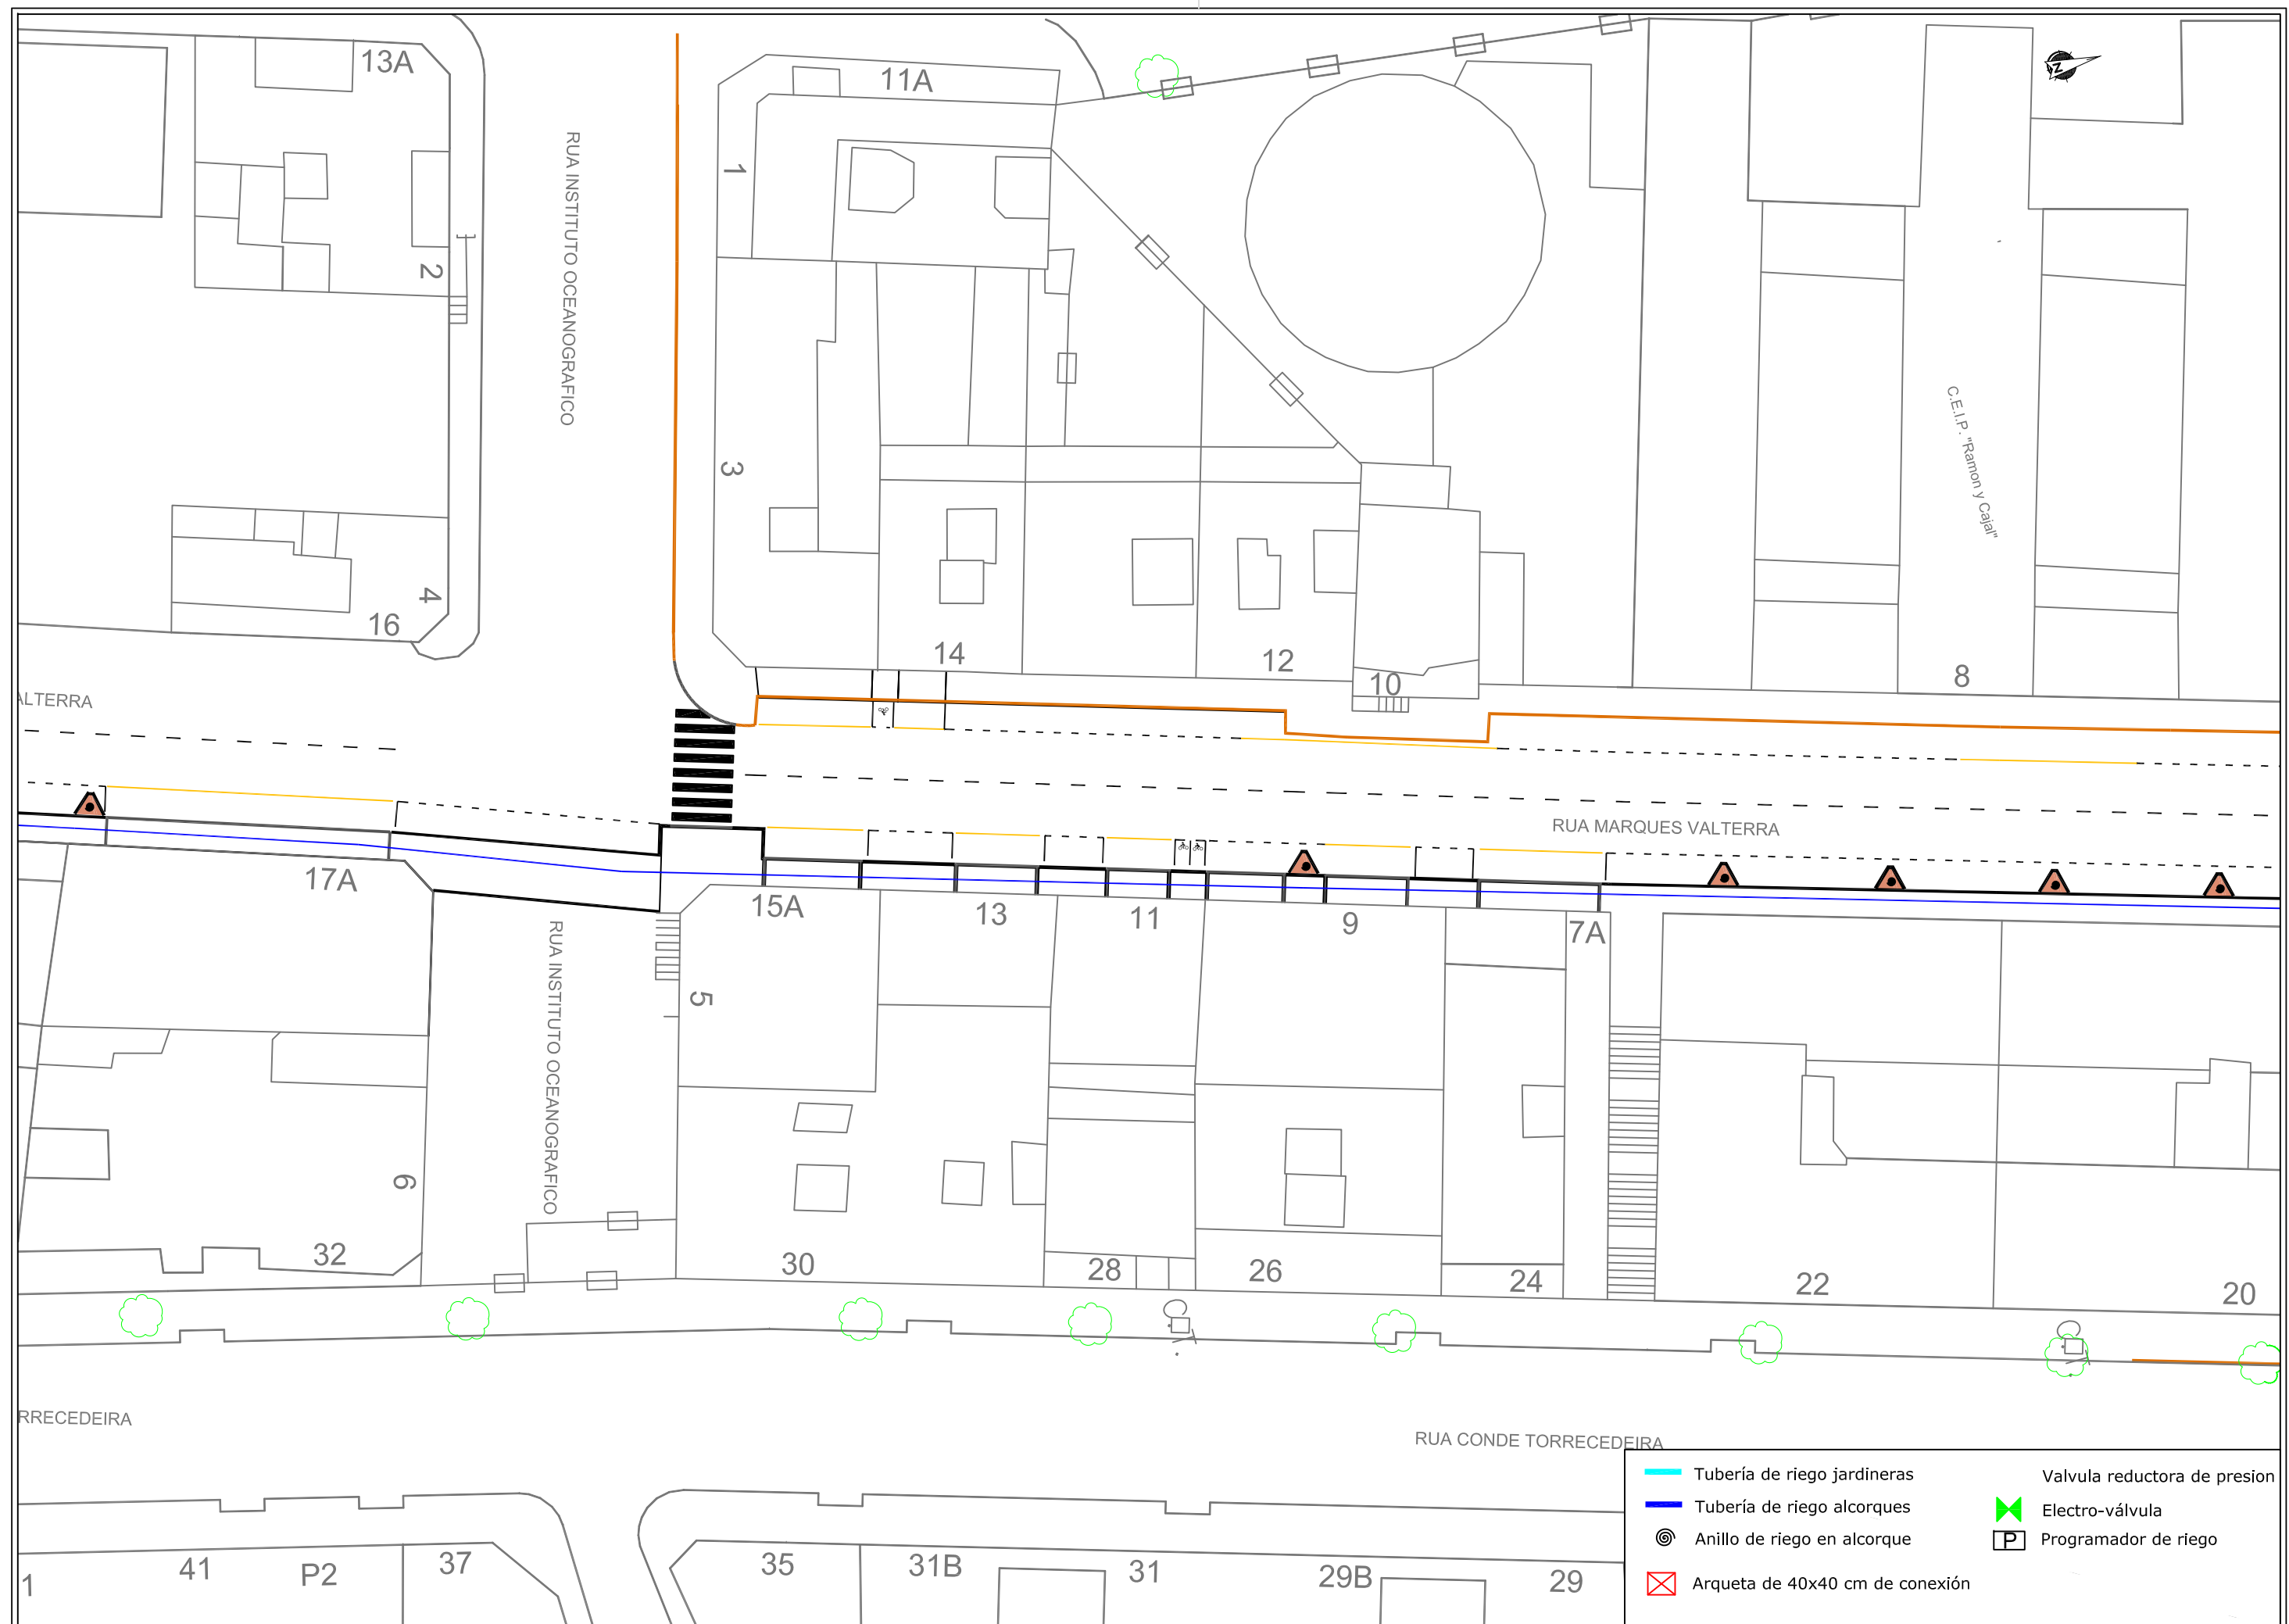 13A
11A
N
1
RUA INSTITUTO OCEANOGRAFICO
2
3
C.E.I.P. "Ramon y Cajal"
4
16
14
12
10
8
ALTERRA
RUA MARQUES VALTERRA
17A
15A
13
11
9
7A
RUA INSTITUTO OCEANOGRAFICO
5
6
32
30
28
26
24
22
20
RRECEDEIRA
RUA CONDE TORRECEDEIRA
1
41
P2
37
35
31B
31
29B
29
Tubería de riego jardineras
Tubería de riego alcorques
Anillo de riego en alcorque
Arqueta de 40x40 cm de conexión
Valvula reductora de presion
Electro-válvula
P Programador de riego